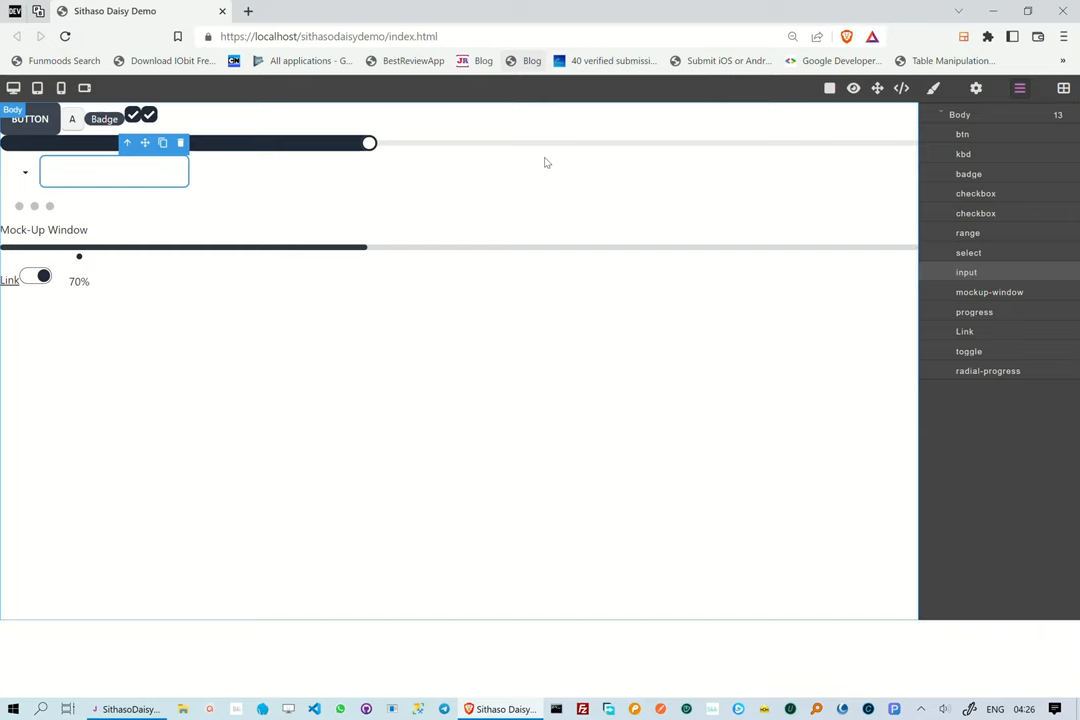 DEV
Sithaso Daisy Demo
https://localhost/sithasodaisydemo/index.html
Funmoods Search
Download IObit Fre...
All applications - G...
BestReviewApp
JR Blog
Blog
40 verified submissi...
Submit iOS or Andr...
Google Developer...
Table Manipulation...
»
Body
BUTTON
A
Badge
Mock-Up Window
Link
70%
Body 13
btn
kbd
badge
checkbox
checkbox
range
select
input
mockup-window
progress
Link
toggle
radial-progress
SithasoDaisy...
Sithaso Daisy...
ENG
04:26